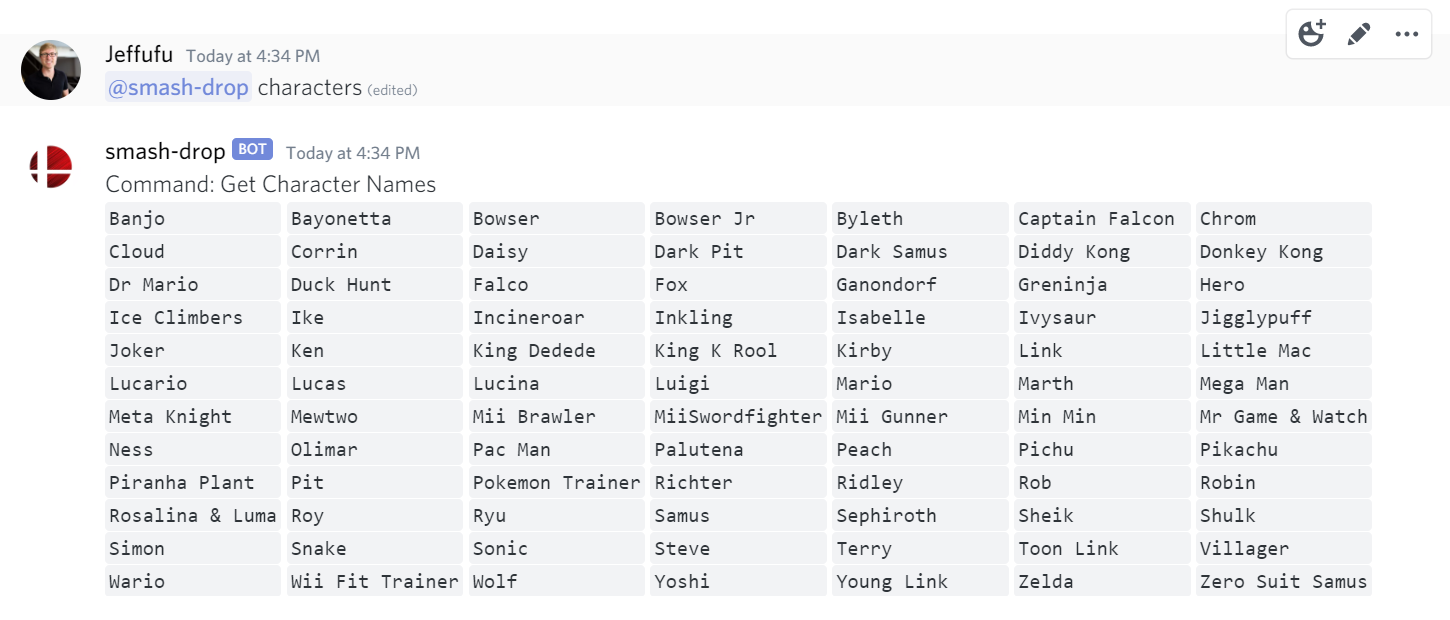 Jeffufu Today at 4:34 PM
@smash-drop characters (edited)
smash-drop BOT Today at 4:34 PM
Command: Get Character Names
Banjo Bayonetta Bowser Bowser Jr Byleth Captain Falcon Chrom
Cloud Corrin Daisy Dark Pit Dark Samus Diddy Kong Donkey Kong
Dr Mario Duck Hunt Falco Fox Ganondorf Greninja Hero
Ice Climbers Ike Incineroar Inkling Isabelle Ivysaur Jigglypuff
Joker Ken King Dedede King K Rool Kirby Link Little Mac
Lucario Lucas Lucina Luigi Mario Marth Mega Man
Meta Knight Mewtwo Mii Brawler MiiSwordfighter Mii Gunner Min Min Mr Game & Watch
Ness Olimar Pac Man Palutena Peach Pichu Pikachu
Piranha Plant Pit Pokemon Trainer Richter Ridley Rob Robin
Rosalina & Luma Roy Ryu Samus Sephiroth Sheik Shulk
Simon Snake Sonic Steve Terry Toon Link Villager
Wario Wii Fit Trainer Wolf Yoshi Young Link Zelda Zero Suit Samus